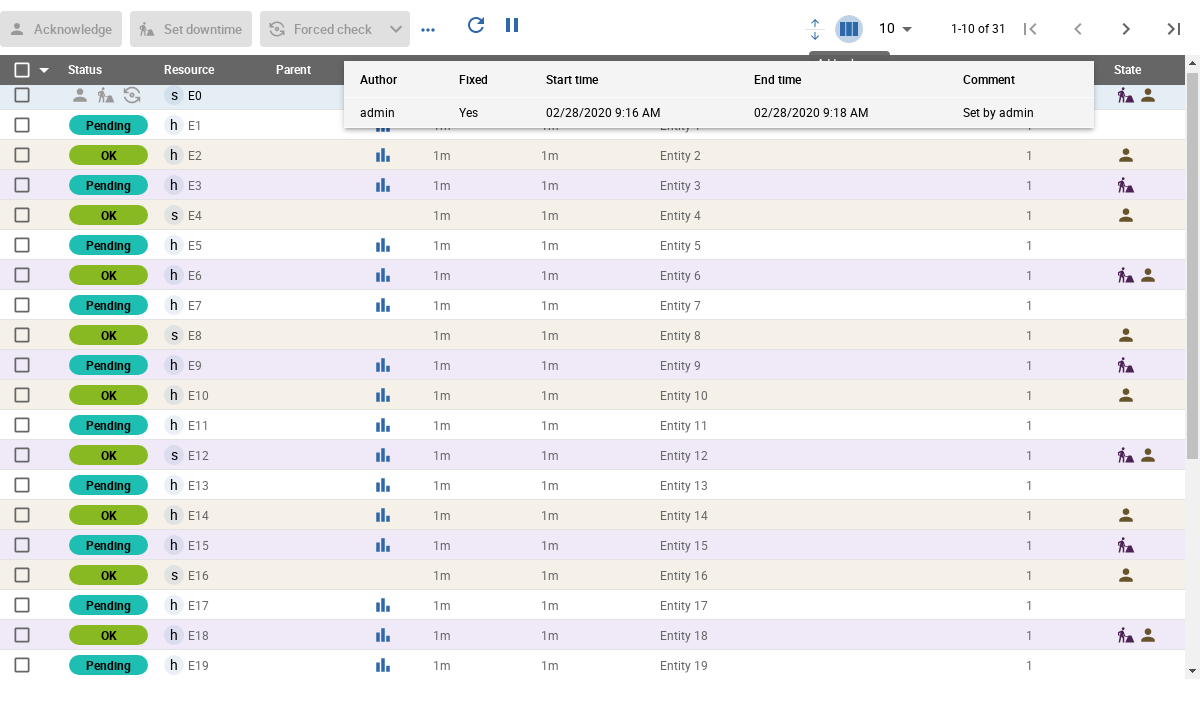 Acknowledge Set downtime Forced check 10 1-10 of 31
Status Resource Parent State
Author Fixed Start time End time Comment
admin Yes 02/28/2020 9:16 AM 02/28/2020 9:18 AM Set by admin
s E0
Pending h E1
OK h E2 1m 1m Entity 2 1
Pending h E3 1m 1m Entity 3 1
OK s E4 1m 1m Entity 4 1
Pending h E5 1m 1m Entity 5 1
OK h E6 1m 1m Entity 6 1
Pending h E7 1m 1m Entity 7 1
OK s E8 1m 1m Entity 8 1
Pending h E9 1m 1m Entity 9 1
OK h E10 1m 1m Entity 10 1
Pending h E11 1m 1m Entity 11 1
OK s E12 1m 1m Entity 12 1
Pending h E13 1m 1m Entity 13 1
OK h E14 1m 1m Entity 14 1
Pending h E15 1m 1m Entity 15 1
OK s E16 1m 1m Entity 16 1
Pending h E17 1m 1m Entity 17 1
OK h E18 1m 1m Entity 18 1
Pending h E19 1m 1m Entity 19 1